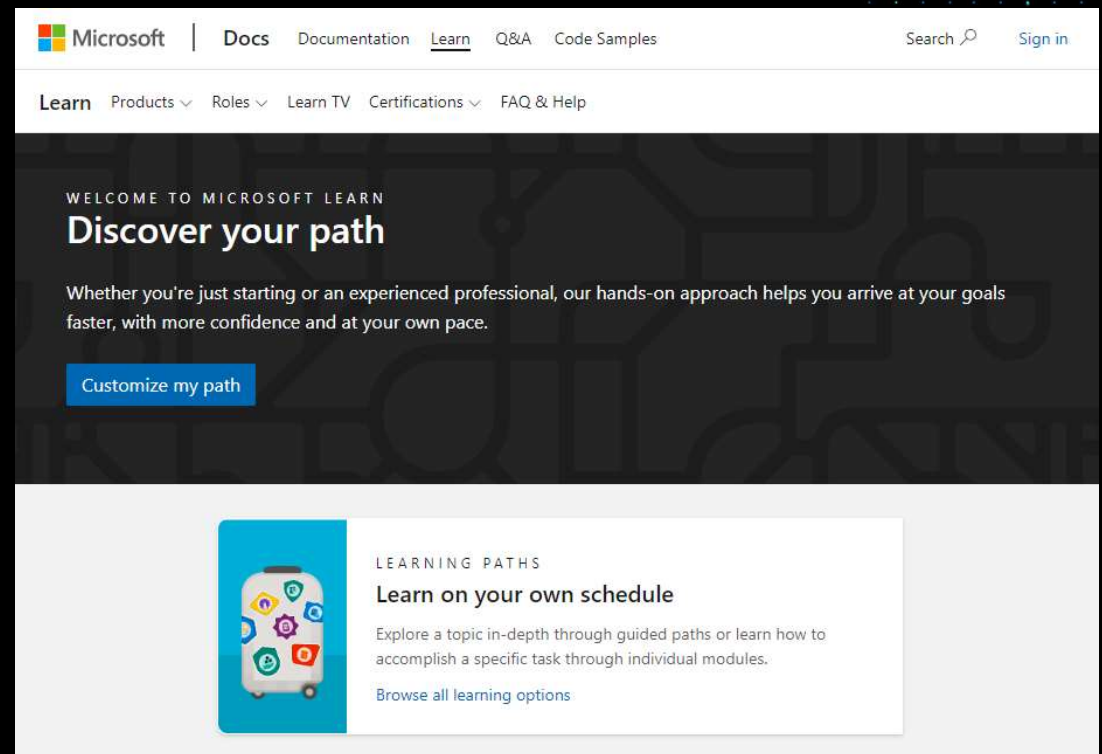 Microsoft | Docs Documentation Learn Q&A Code Samples Search Sign in
Learn Products Roles Learn TV Certifications FAQ & Help
WELCOME TO MICROSOFT LEARN
Discover your path
Whether you're just starting or an experienced professional, our hands-on approach helps you arrive at your goals
faster, with more confidence and at your own pace.
Customize my path
LEARNING PATHS
Learn on your own schedule
Explore a topic in-depth through guided paths or learn how to
accomplish a specific task through individual modules.
Browse all learning options